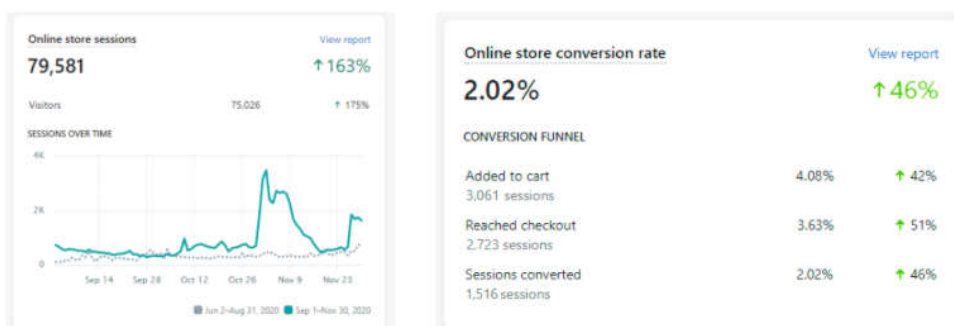 Online store sessions View report
79,581 ↑ 163%
Visitors 75.026 ↑ 175%
SESSIONS OVER TIME
4K
2K
0
Sep 14 Sep 28 Oct 12 Oct 26 Nov 9 Nov 23
Jun 2–Aug 31, 2020 Sep 1–Nov 30, 2020
Online store conversion rate View report
2.02% ↑ 46%
CONVERSION FUNNEL
Added to cart 4.08% ↑ 42%
3,061 sessions
Reached checkout 3.63% ↑ 51%
2.723 sessions
Sessions converted 2.02% ↑ 46%
1,516 sessions